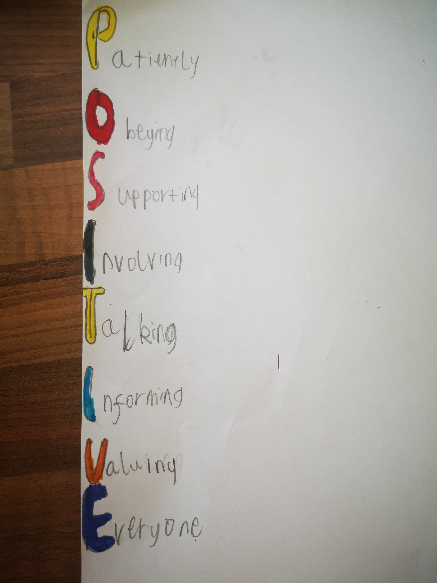 Patiently
Obeying
Supporting
Involving
Talking
Informing
Valuing
Everyone